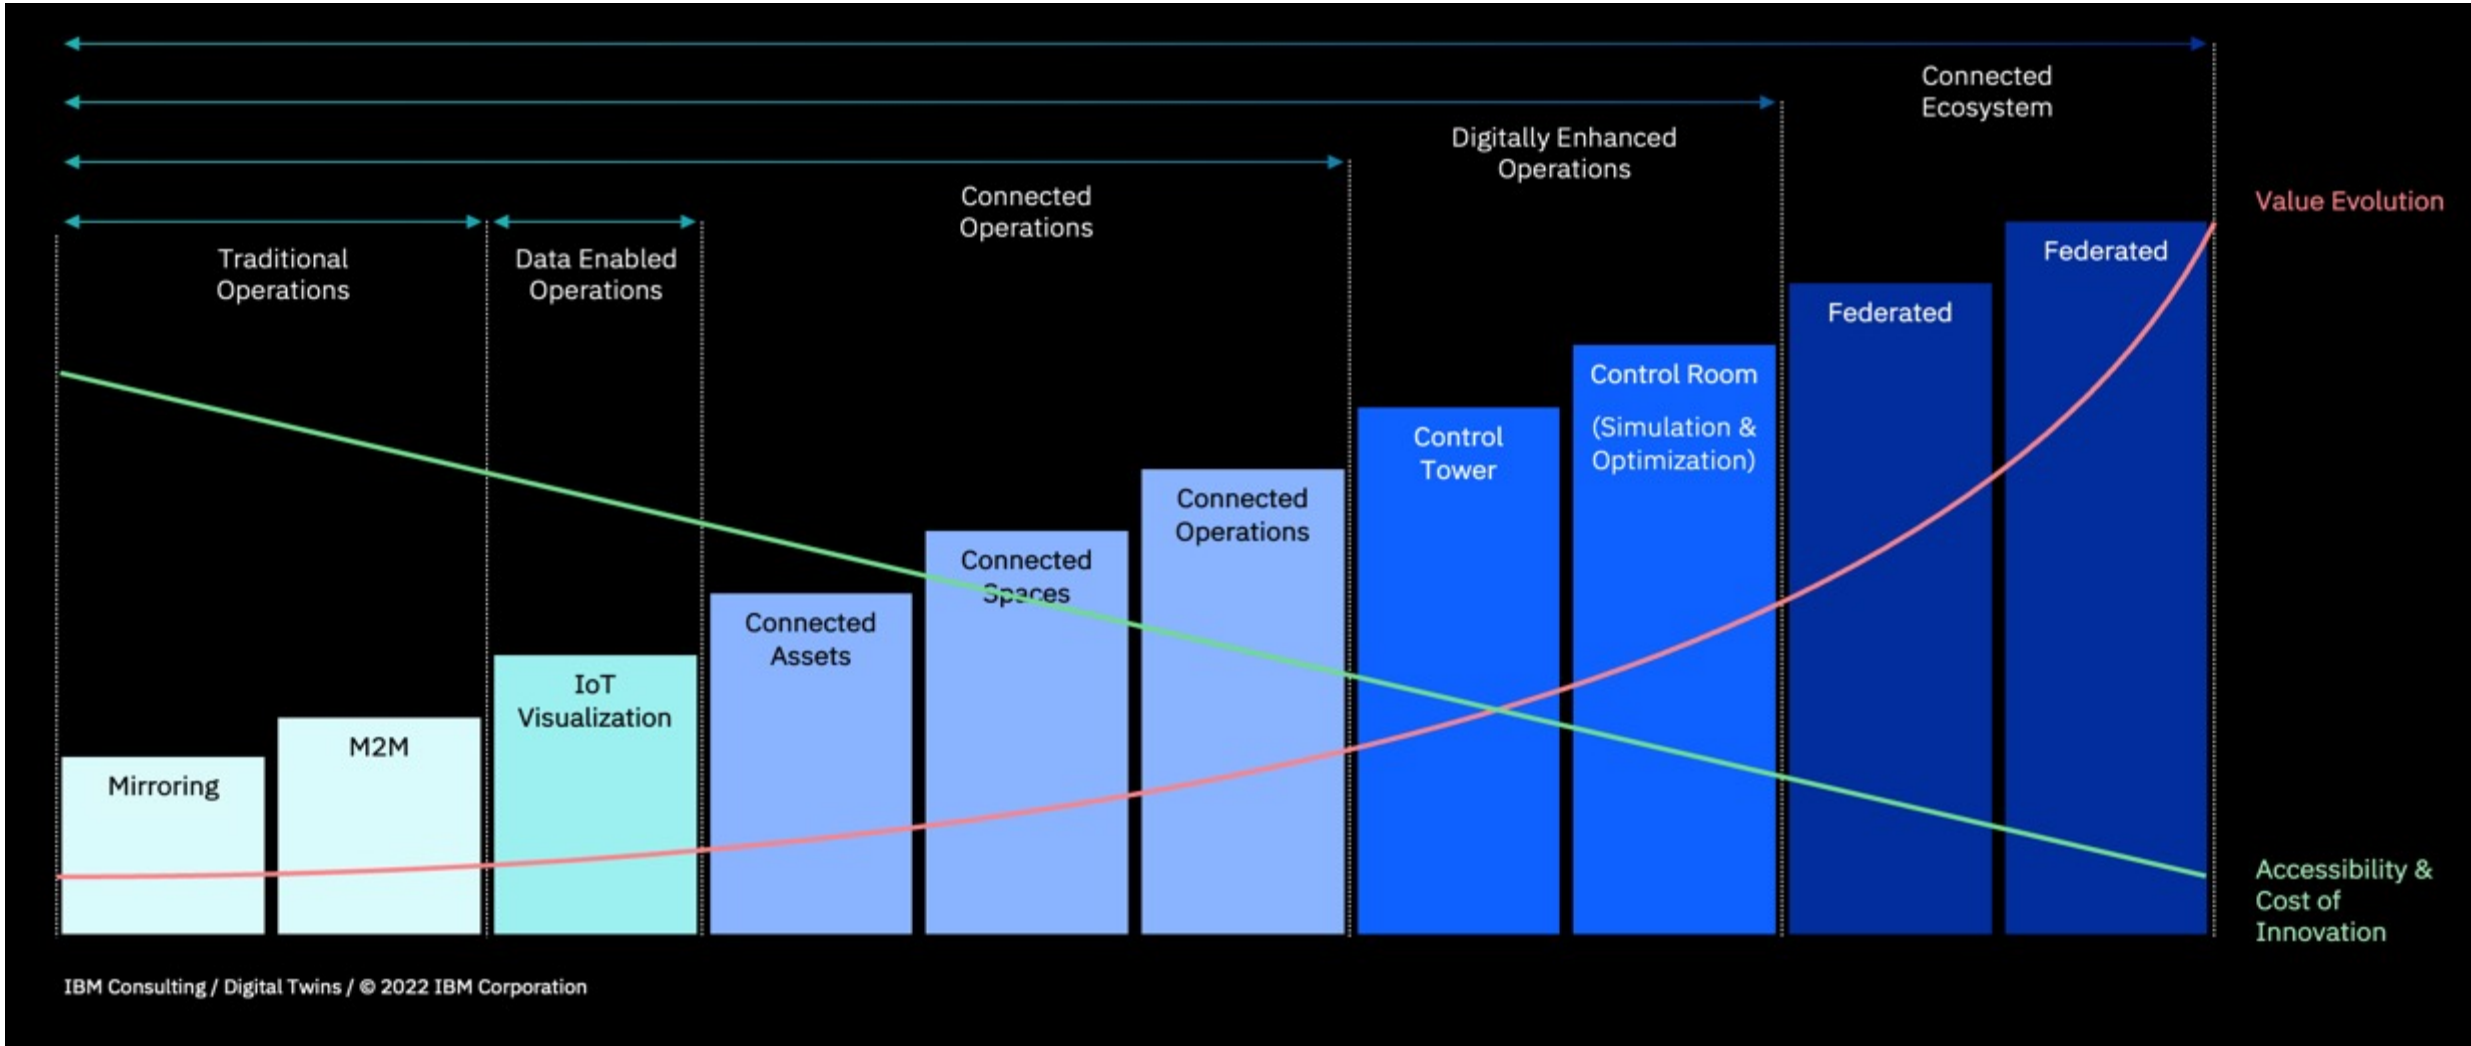 Connected
Ecosystem
Digitally Enhanced
Operations
Connected
Operations
Traditional
Operations
Data Enabled
Operations
Value Evolution
Federated
Federated
Control Room
(Simulation &
Optimization)
Control
Tower
Connected
Operations
Connected
Spaces
Connected
Assets
IoT
Visualization
M2M
Mirroring
Accessibility &
Cost of
Innovation
IBM Consulting / Digital Twins / © 2022 IBM Corporation